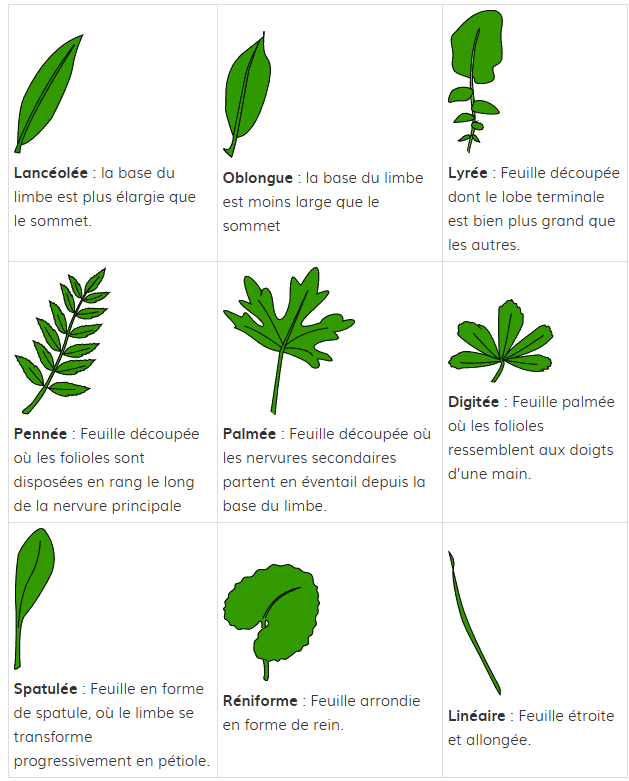 Lancéolée : la base du
limbe est plus élargie que
le sommet.
Oblongue : la base du limbe
est moins large que le
sommet
Lyrée : Feuille découpée
dont le lobe terminale
est bien plus grand que
les autres.
Pennée : Feuille découpée
où les folioles sont
disposées en rang le long
de la nervure principale
Palmée : Feuille découpée où
les nervures secondaires
partent en éventail depuis la
base du limbe.
Digitée : Feuille palmée
où les folioles
ressemblent aux doigts
d'une main.
Spatulée : Feuille en forme
de spatule, où le limbe se
transforme
progressivement en pétiole.
Réniforme : Feuille arrondie
en forme de rein.
Linéaire : Feuille étroite
et allongée.